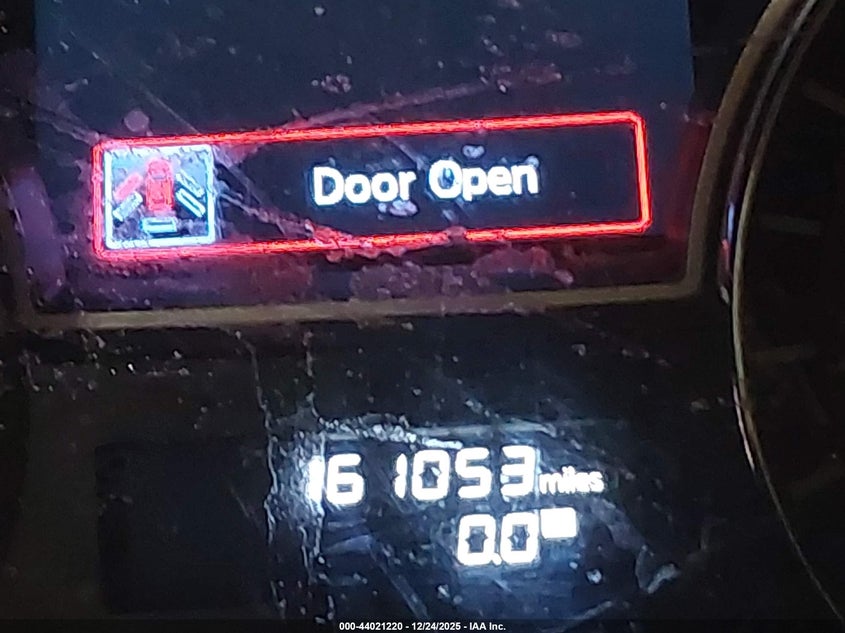 Door Open
161053 miles
0.0
000-44021220 - 12/24/2025 - IAA Inc.